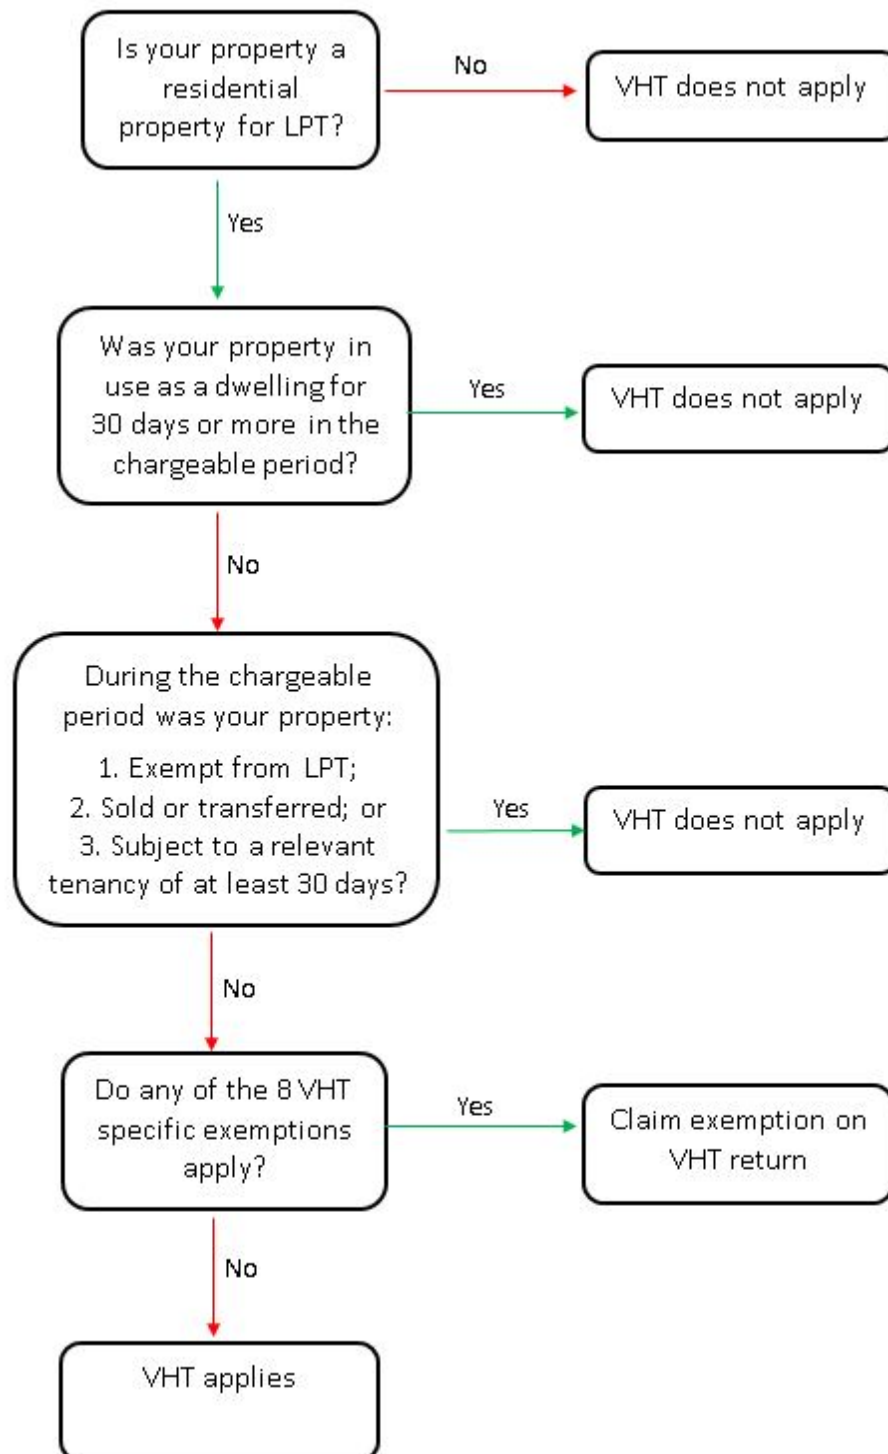 Is your property a
residential
property for LPT?
No
VHT does not apply
Yes
Was your property in
use as a dwelling for
30 days or more in the
chargeable period?
Yes
VHT does not apply
No
During the chargeable
period was your property:
1. Exempt from LPT;
2. Sold or transferred; or
3. Subject to a relevant
tenancy of at least 30 days?
Yes
VHT does not apply
No
Do any of the 8 VHT
specific exemptions
apply?
Yes
Claim exemption on
VHT return
No
VHT applies